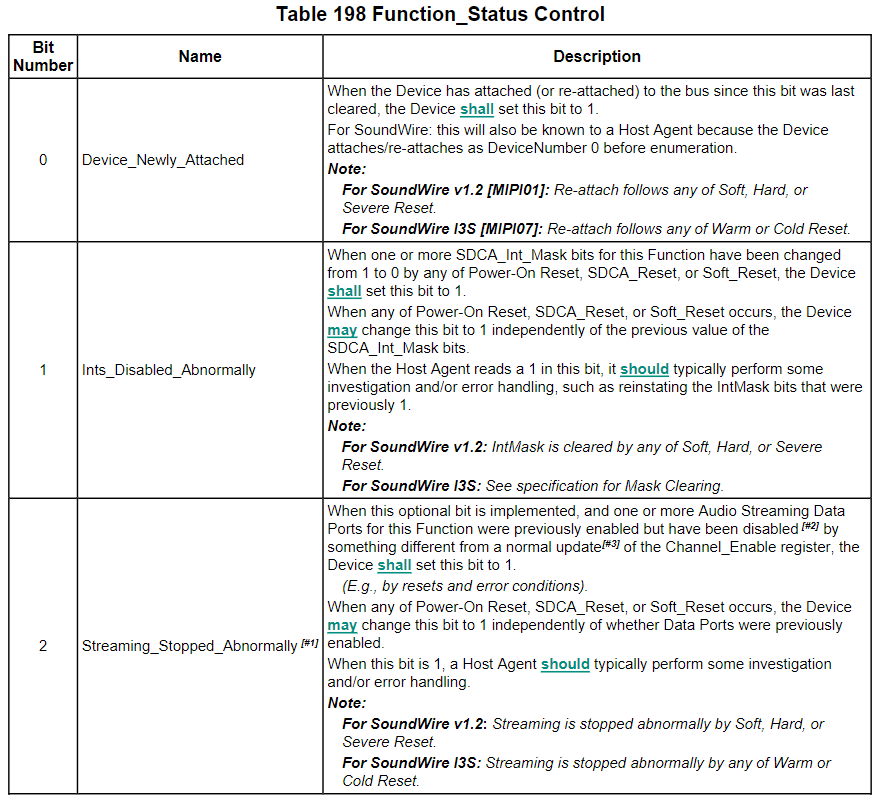 Table 198 Function_Status Control
Bit
Number
Name
Description
0
Device_Newly_Attached
When the Device has attached (or re-attached) to the bus since this bit was last
cleared, the Device shall set this bit to 1.
For SoundWire: this will also be known to a Host Agent because the Device
attaches/re-attaches as DeviceNumber 0 before enumeration.
Note:
For SoundWire v1.2 [MIPI01]: Re-attach follows any of Soft, Hard, or
Severe Reset.
For SoundWire I3S [MIPI07]: Re-attach follows any of Warm or Cold Reset.
1
Ints_Disabled_Abnormally
When one or more SDCA_Int_Mask bits for this Function have been changed
from 1 to 0 by any of Power-On Reset, SDCA_Reset, or Soft_Reset, the Device
shall set this bit to 1.
When any of Power-On Reset, SDCA_Reset, or Soft_Reset occurs, the Device
may change this bit to 1 independently of the previous value of the
SDCA_Int_Mask bits.
When the Host Agent reads a 1 in this bit, it should typically perform some
investigation and/or error handling, such as reinstating the IntMask bits that were
previously 1.
Note:
For SoundWire v1.2: IntMask is cleared by any of Soft, Hard, or Severe
Reset.
For SoundWire I3S: See specification for Mask Clearing.
2
Streaming_Stopped_Abnormally [#1]
When this optional bit is implemented, and one or more Audio Streaming Data
Ports for this Function were previously enabled but have been disabled [#2] by
something different from a normal update[#3] of the Channel_Enable register, the
Device shall set this bit to 1.
(E.g., by resets and error conditions).
When any of Power-On Reset, SDCA_Reset, or Soft_Reset occurs, the Device
may change this bit to 1 independently of whether Data Ports were previously
enabled.
When this bit is 1, a Host Agent should typically perform some investigation
and/or error handling.
Note:
For SoundWire v1.2: Streaming is stopped abnormally by Soft, Hard, or
Severe Reset.
For SoundWire I3S: Streaming is stopped abnormally by any of Warm or
Cold Reset.